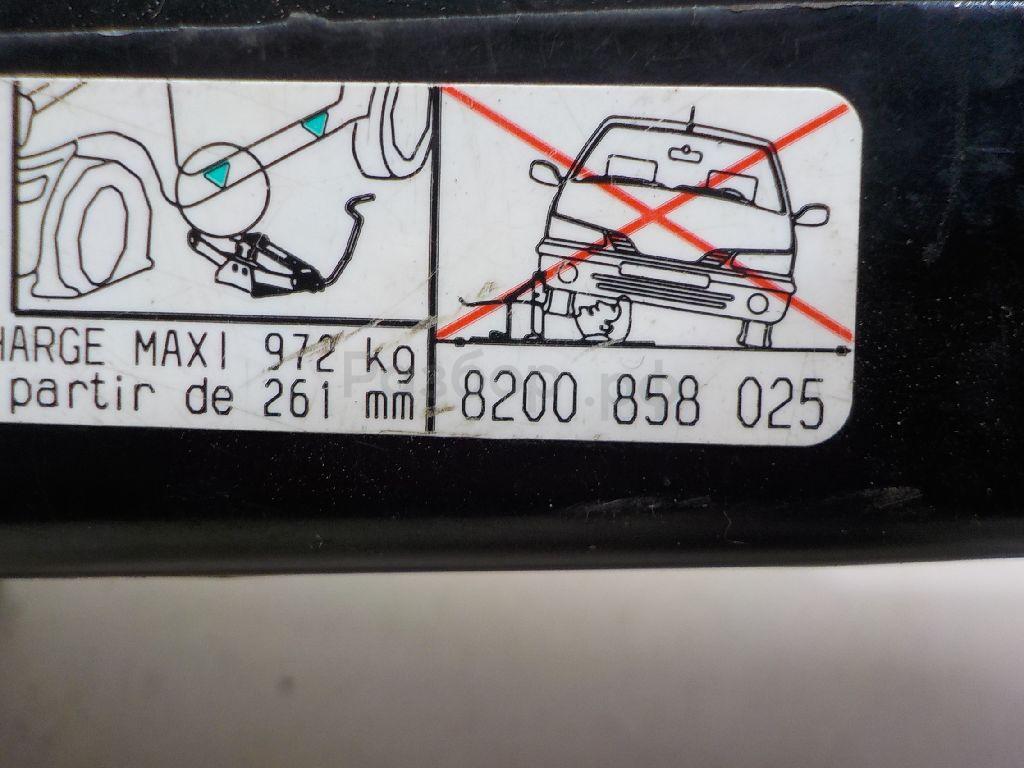 HARGE MAXI 972 kg
partir de 261 mm
8200 858 025